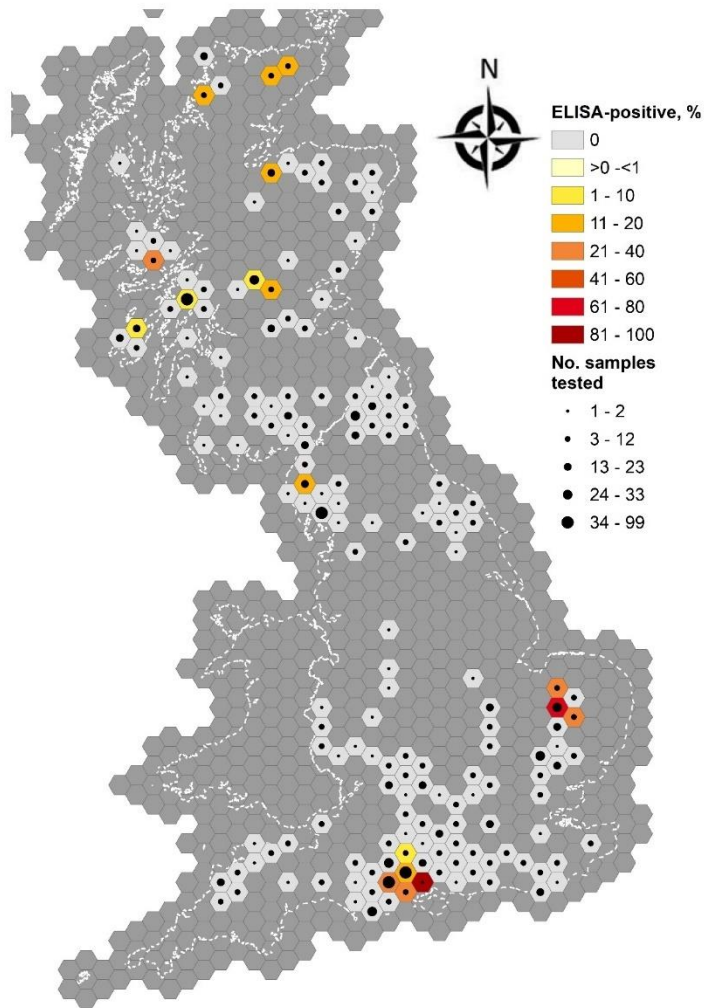 N
ELISA-positive, %
0
>0 -<1
1 - 10
11 - 20
21 - 40
41 - 60
61 - 80
81 - 100
No. samples
tested
1 - 2
3 - 12
13 - 23
24 - 33
34 - 99